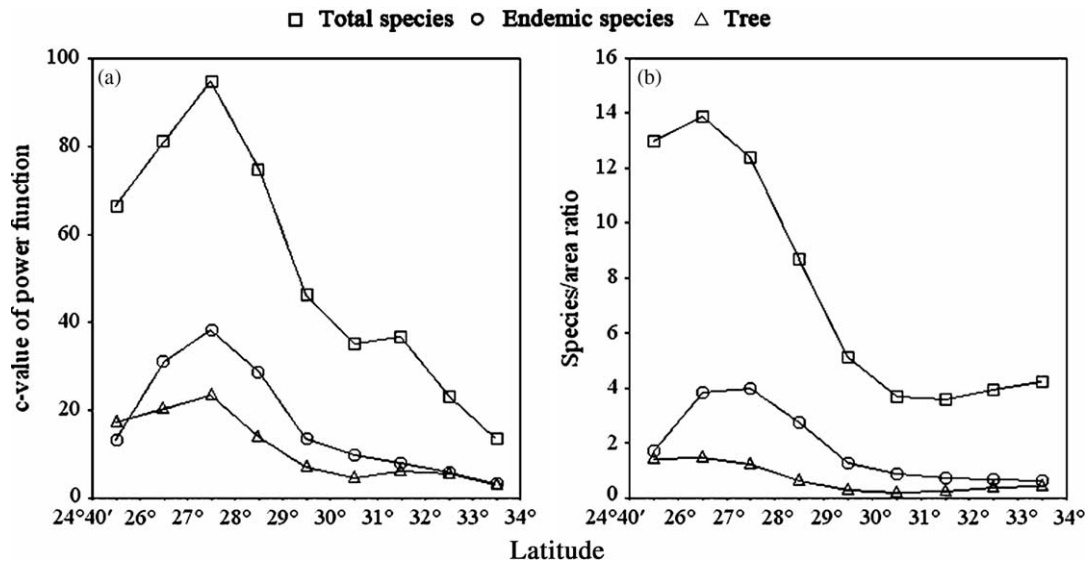 Total species Endemic species Tree
(a)
c-value of power function
100
80
60
40
20
0
24°40' 26° 27° 28° 29° 30° 31° 32° 33° 34°
(b)
Species/area ratio
16
14
12
10
8
6
4
2
0
24°40' 26° 27° 28° 29° 30° 31° 32° 33° 34°
Latitude